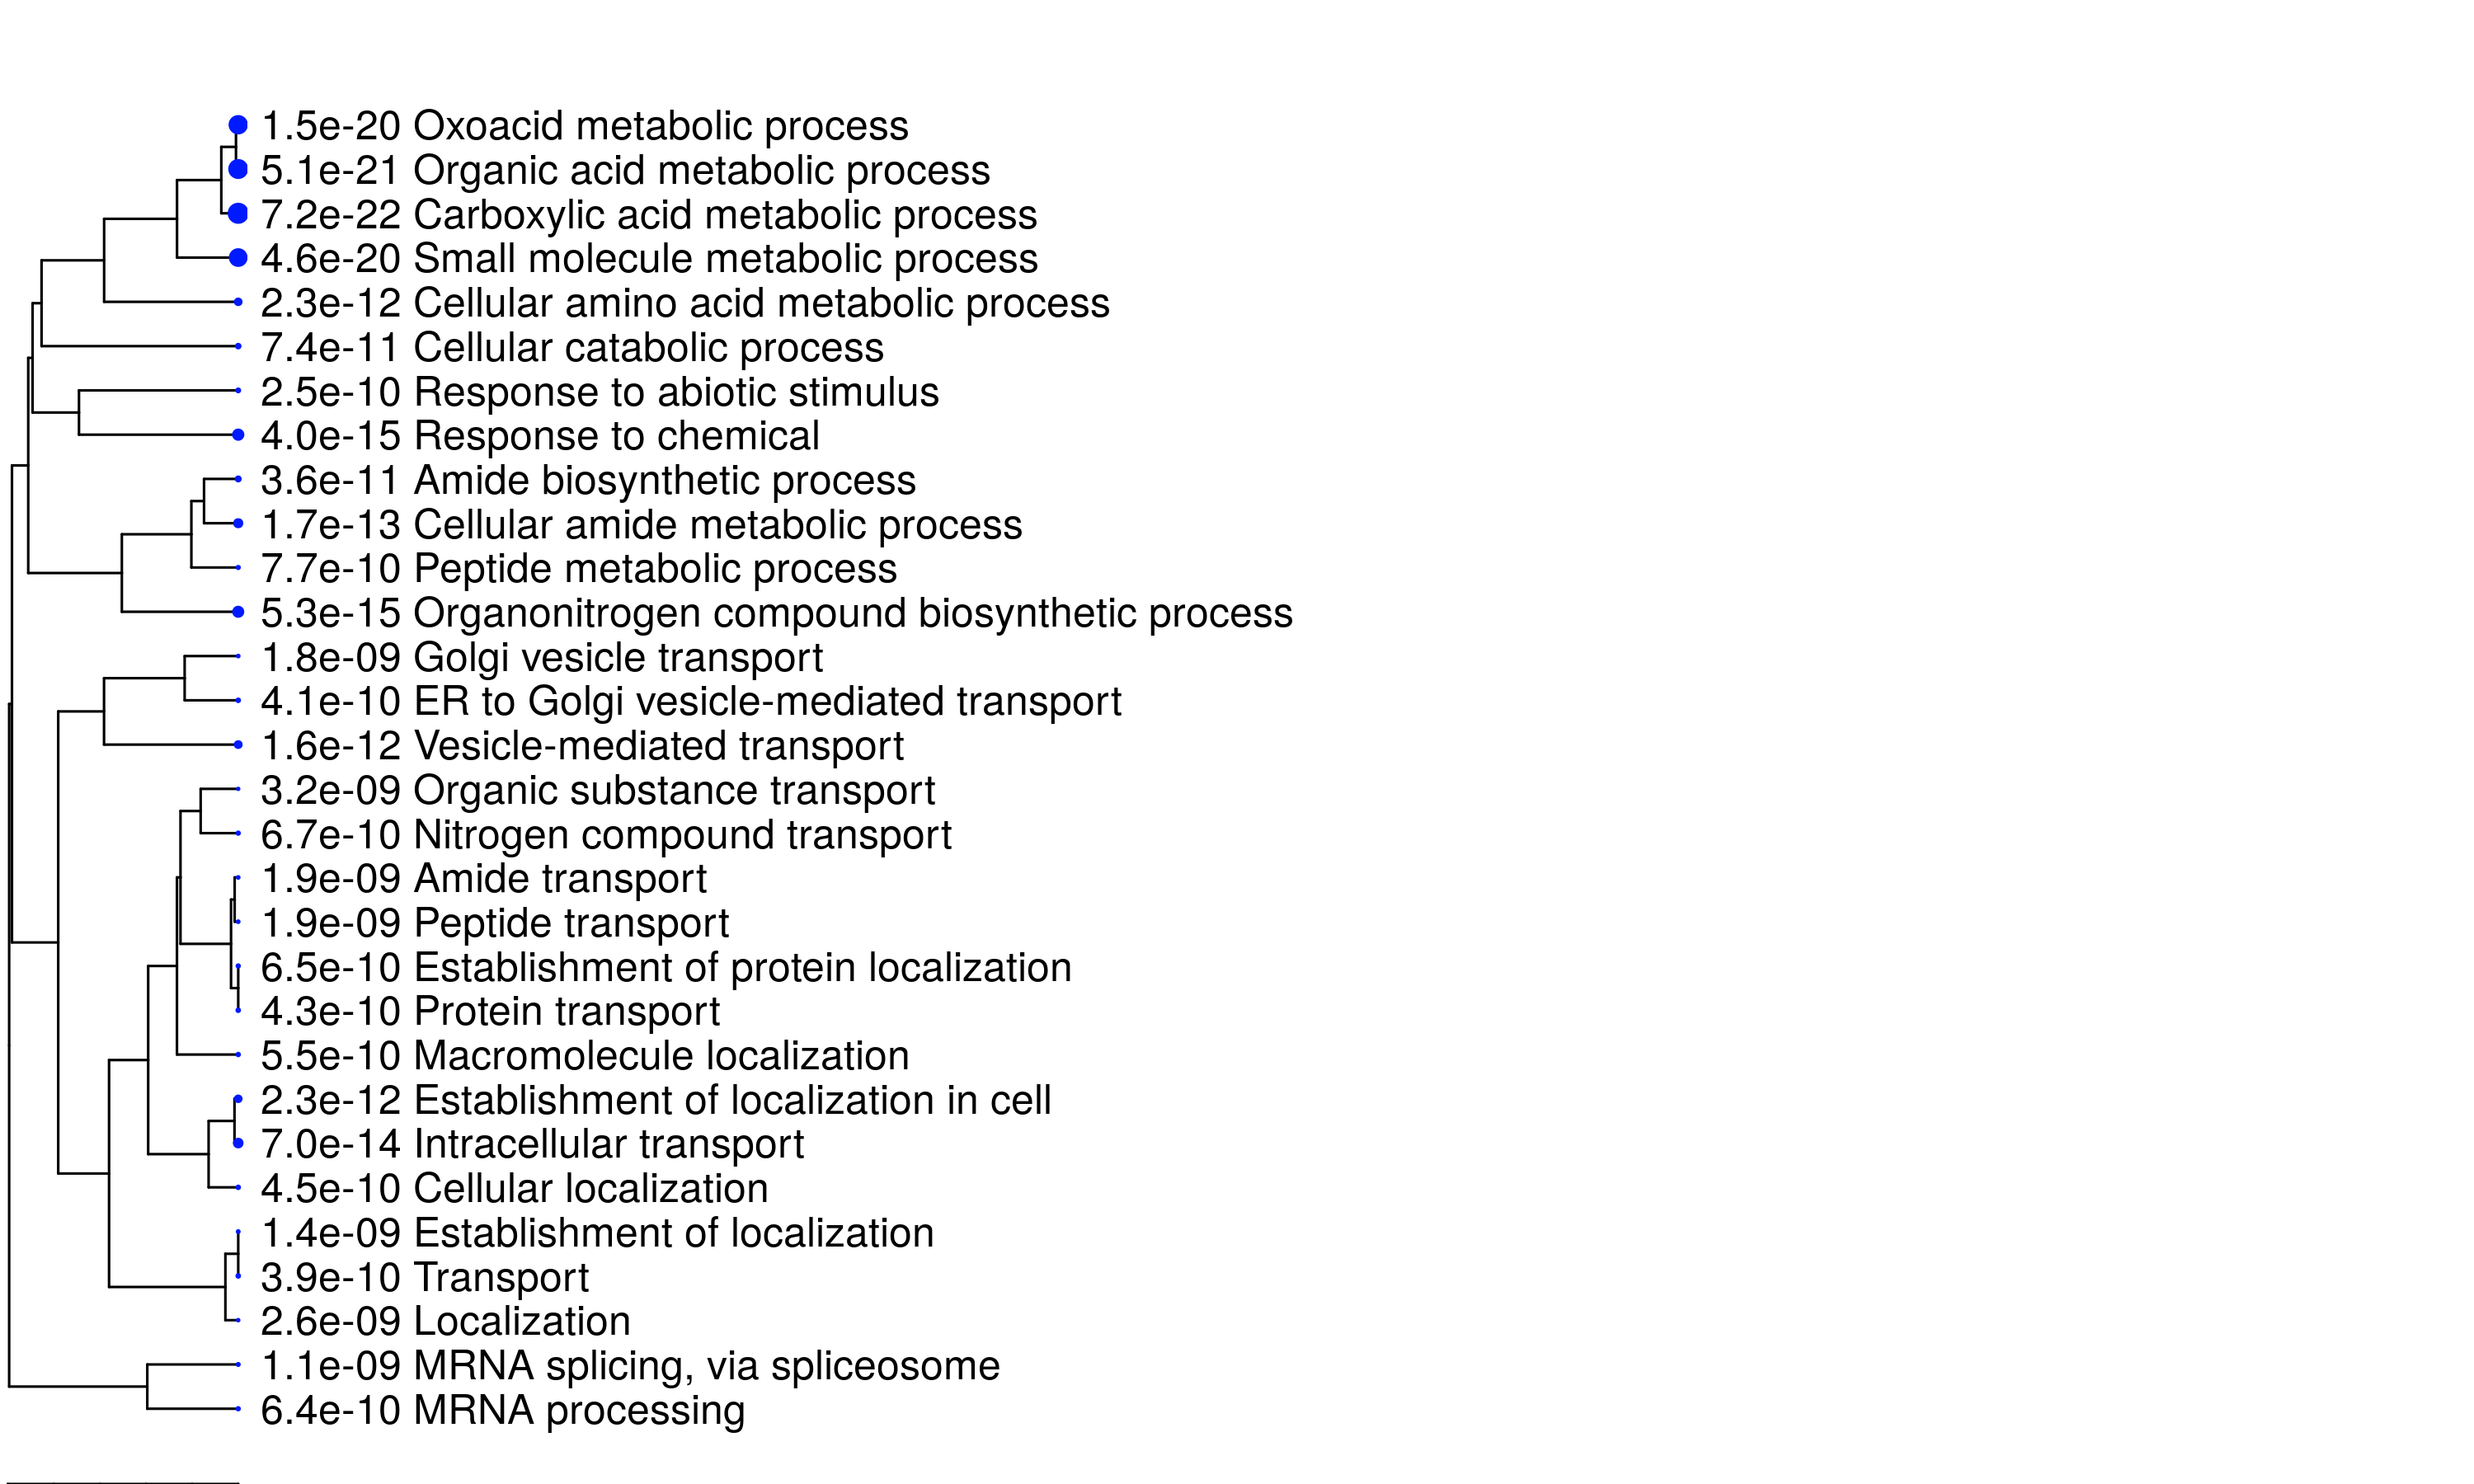 1.5e-20 Oxoacid metabolic process
5.1e-21 Organic acid metabolic process
7.2e-22 Carboxylic acid metabolic process
4.6e-20 Small molecule metabolic process
2.3e-12 Cellular amino acid metabolic process
7.4e-11 Cellular catabolic process
2.5e-10 Response to abiotic stimulus
4.0e-15 Response to chemical
3.6e-11 Amide biosynthetic process
1.7e-13 Cellular amide metabolic process
7.7e-10 Peptide metabolic process
5.3e-15 Organonitrogen compound biosynthetic process
1.8e-09 Golgi vesicle transport
4.1e-10 ER to Golgi vesicle-mediated transport
1.6e-12 Vesicle-mediated transport
3.2e-09 Organic substance transport
6.7e-10 Nitrogen compound transport
1.9e-09 Amide transport
1.9e-09 Peptide transport
6.5e-10 Establishment of protein localization
4.3e-10 Protein transport
5.5e-10 Macromolecule localization
2.3e-12 Establishment of localization in cell
7.0e-14 Intracellular transport
4.5e-10 Cellular localization
1.4e-09 Establishment of localization
3.9e-10 Transport
2.6e-09 Localization
1.1e-09 MRNA splicing, via spliceosome
6.4e-10 MRNA processing